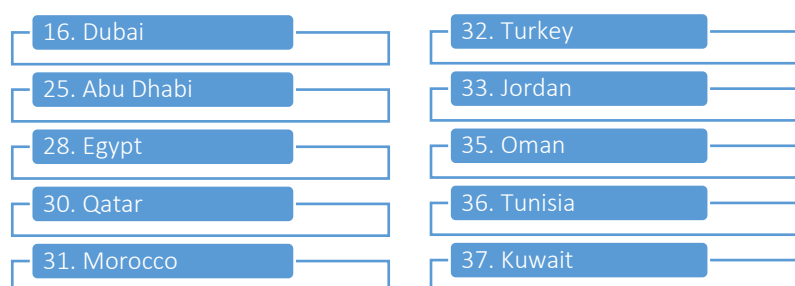 16. Dubai
25. Abu Dhabi
28. Egypt
30. Qatar
31. Morocco
32. Turkey
33. Jordan
35. Oman
36. Tunisia
37. Kuwait